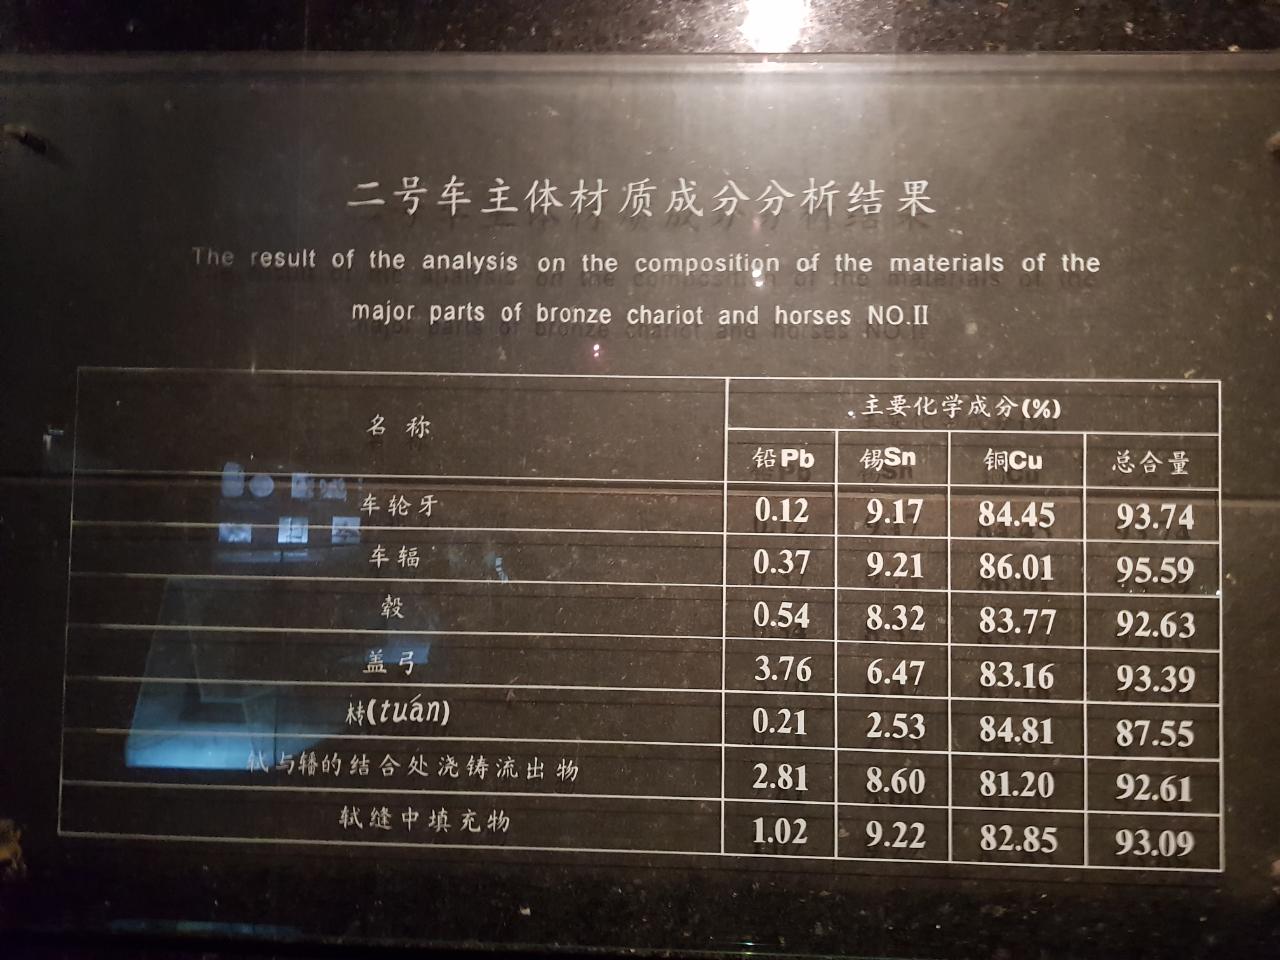 二号车主体材质成分分析结果
The result of the analysis on the composition of the materials of the
major parts of bronze chariot and horses NO.II
名称 主要化学成分(%)
铅Pb 锡Sn 铜Cu 总合量
车轮牙 0.12 9.17 84.45 93.74
车辐 0.37 9.21 86.01 95.59
毂 0.54 8.32 83.77 92.63
盖弓 3.76 6.47 83.16 93.39
(tuán) 0.21 2.53 84.81 87.55
轼与轓的结合处浇铸流出物 2.81 8.60 81.20 92.61
轼缝中填充物 1.02 9.22 82.85 93.09